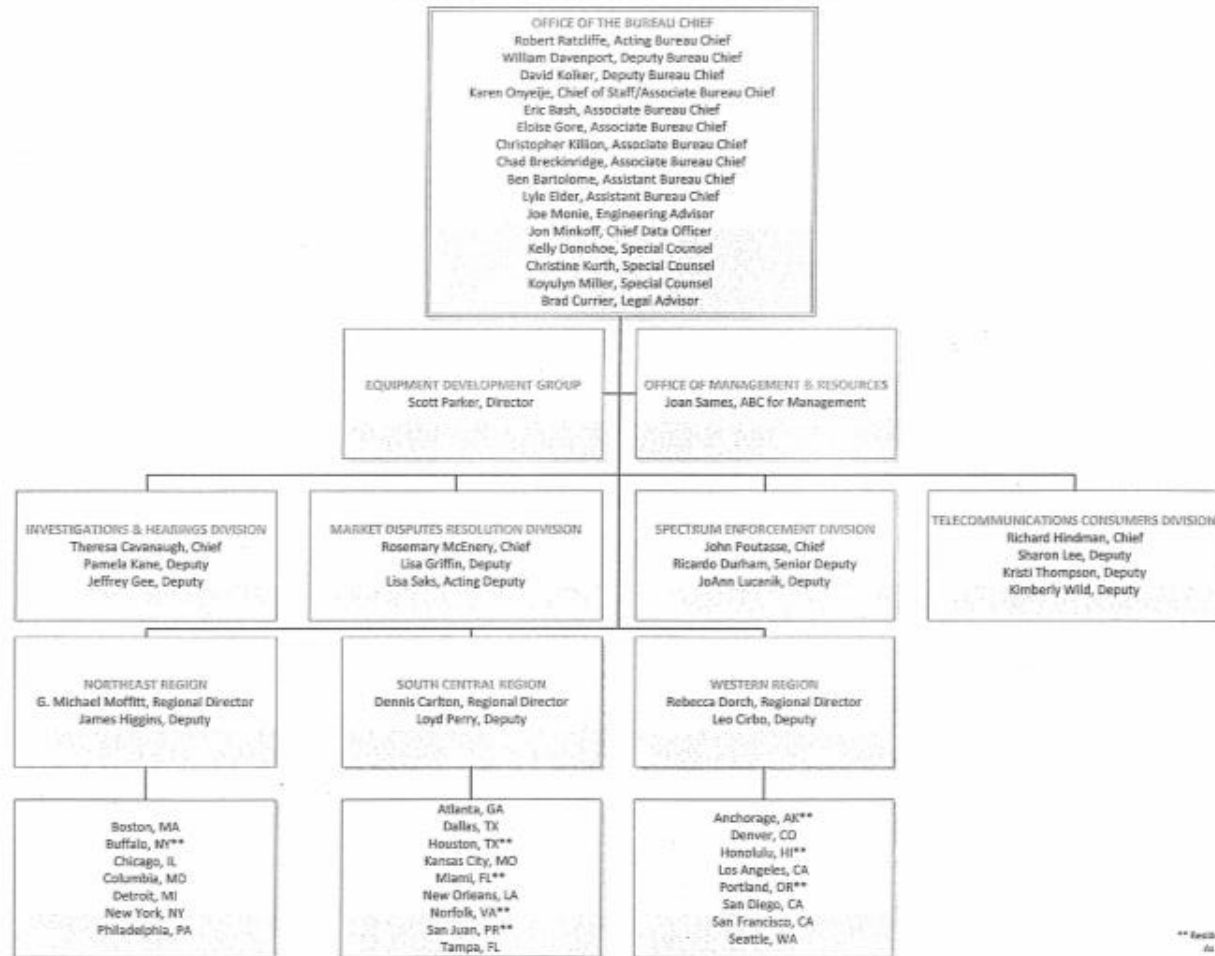 OFFICE OF THE BUREAU CHIEF
Robert Ratcliffe, Acting Bureau Chief
William Davenport, Deputy Bureau Chief
David Kolker, Deputy Bureau Chief
Karen Onyeije, Chief of Staff/Associate Bureau Chief
Eric Bash, Associate Bureau Chief
Eloise Gore, Associate Bureau Chief
Christopher Killion, Associate Bureau Chief
Chad Breckinridge, Associate Bureau Chief
Ben Bartolome, Assistant Bureau Chief
Lyle Elder, Assistant Bureau Chief
Joe Monie, Engineering Advisor
Jon Minkoff, Chief Data Officer
Kelly Donohoe, Special Counsel
Christine Kurth, Special Counsel
Koyulyn Miller, Special Counsel
Brad Currier, Legal Advisor
EQUIPMENT DEVELOPMENT GROUP
Scott Parker, Director
OFFICE OF MANAGEMENT & RESOURCES
Joan Sames, ABC for Management
INVESTIGATIONS & HEARINGS DIVISION
Theresa Cavanaugh, Chief
Pamela Kane, Deputy
Jeffrey Gee, Deputy
MARKET DISPUTES RESOLUTION DIVISION
Rosemary McEnery, Chief
Lisa Griffin, Deputy
Lisa Saks, Acting Deputy
SPECTRUM ENFORCEMENT DIVISION
John Poutasse, Chief
Ricardo Durham, Senior Deputy
JoAnn Lucanik, Deputy
TELECOMMUNICATIONS CONSUMERS DIVISION
Richard Hindman, Chief
Sharon Lee, Deputy
Kristi Thompson, Deputy
Kimberly Wild, Deputy
NORTHEAST REGION
G. Michael Moffitt, Regional Director
James Higgins, Deputy
SOUTH CENTRAL REGION
Dennis Carlton, Regional Director
Loyd Perry, Deputy
WESTERN REGION
Rebecca Dorch, Regional Director
Leo Cirbo, Deputy
Boston, MA
Buffalo, NY**
Chicago, IL
Columbia, MD
Detroit, MI
New York, NY
Philadelphia, PA
Atlanta, GA
Dallas, TX
Houston, TX**
Kansas City, MO
Miami, FL**
New Orleans, LA
Norfolk, VA**
San Juan, PR**
Tampa, FL
Anchorage, AK**
Denver, CO
Honolulu, HI**
Los Angeles, CA
Portland, OR**
San Diego, CA
San Francisco, CA
Seattle, WA